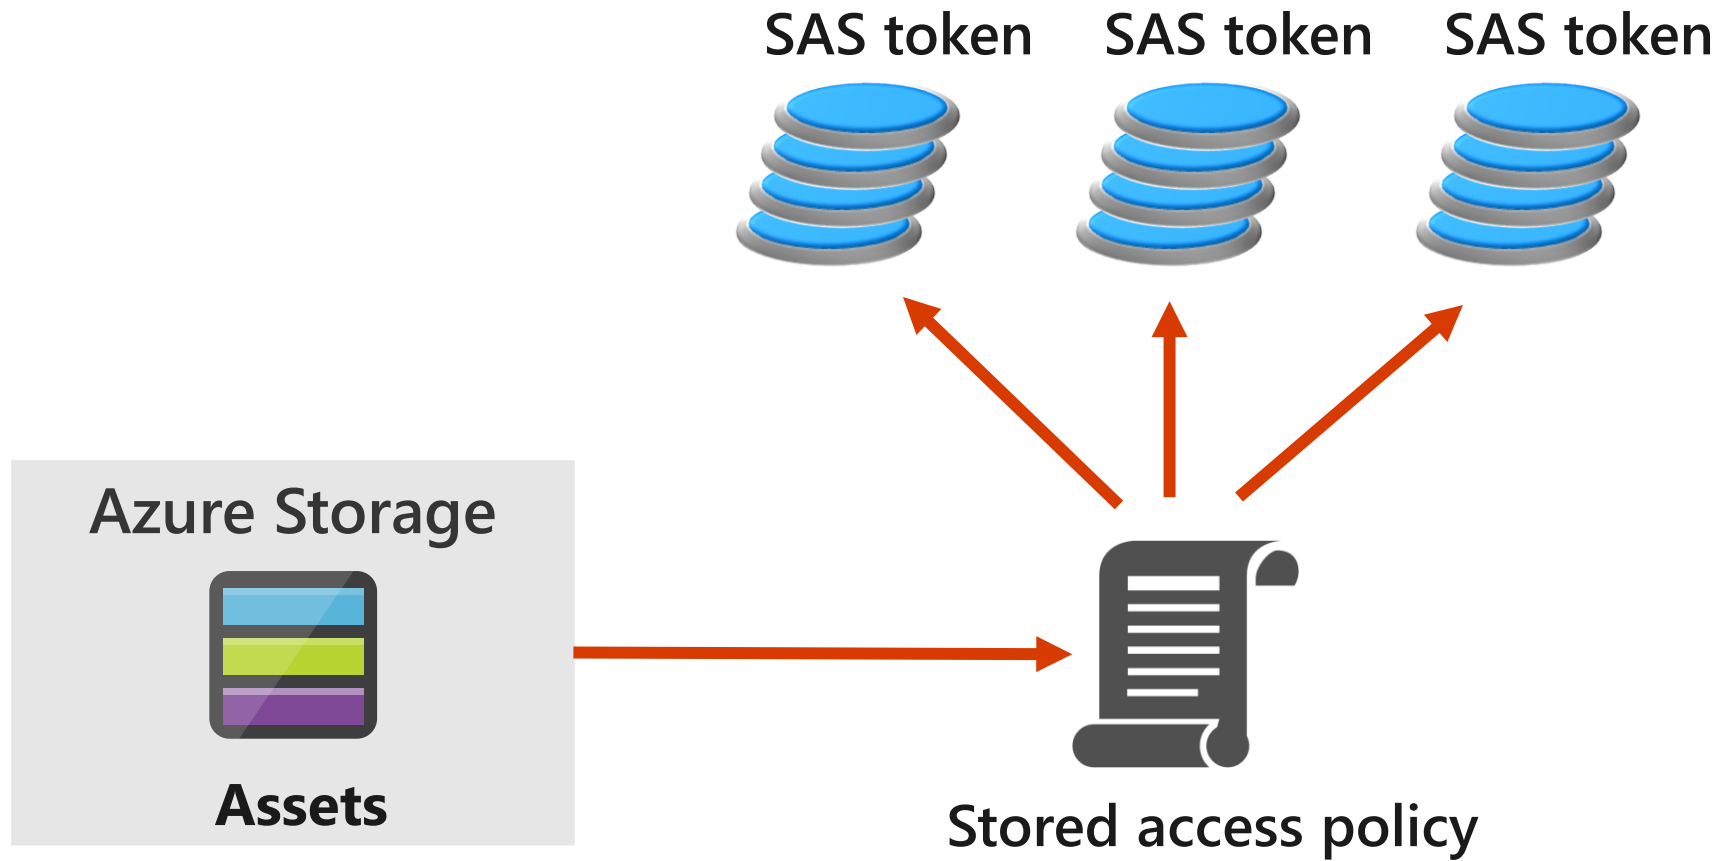 SAS token
SAS token
SAS token
Azure Storage
Assets
Stored access policy